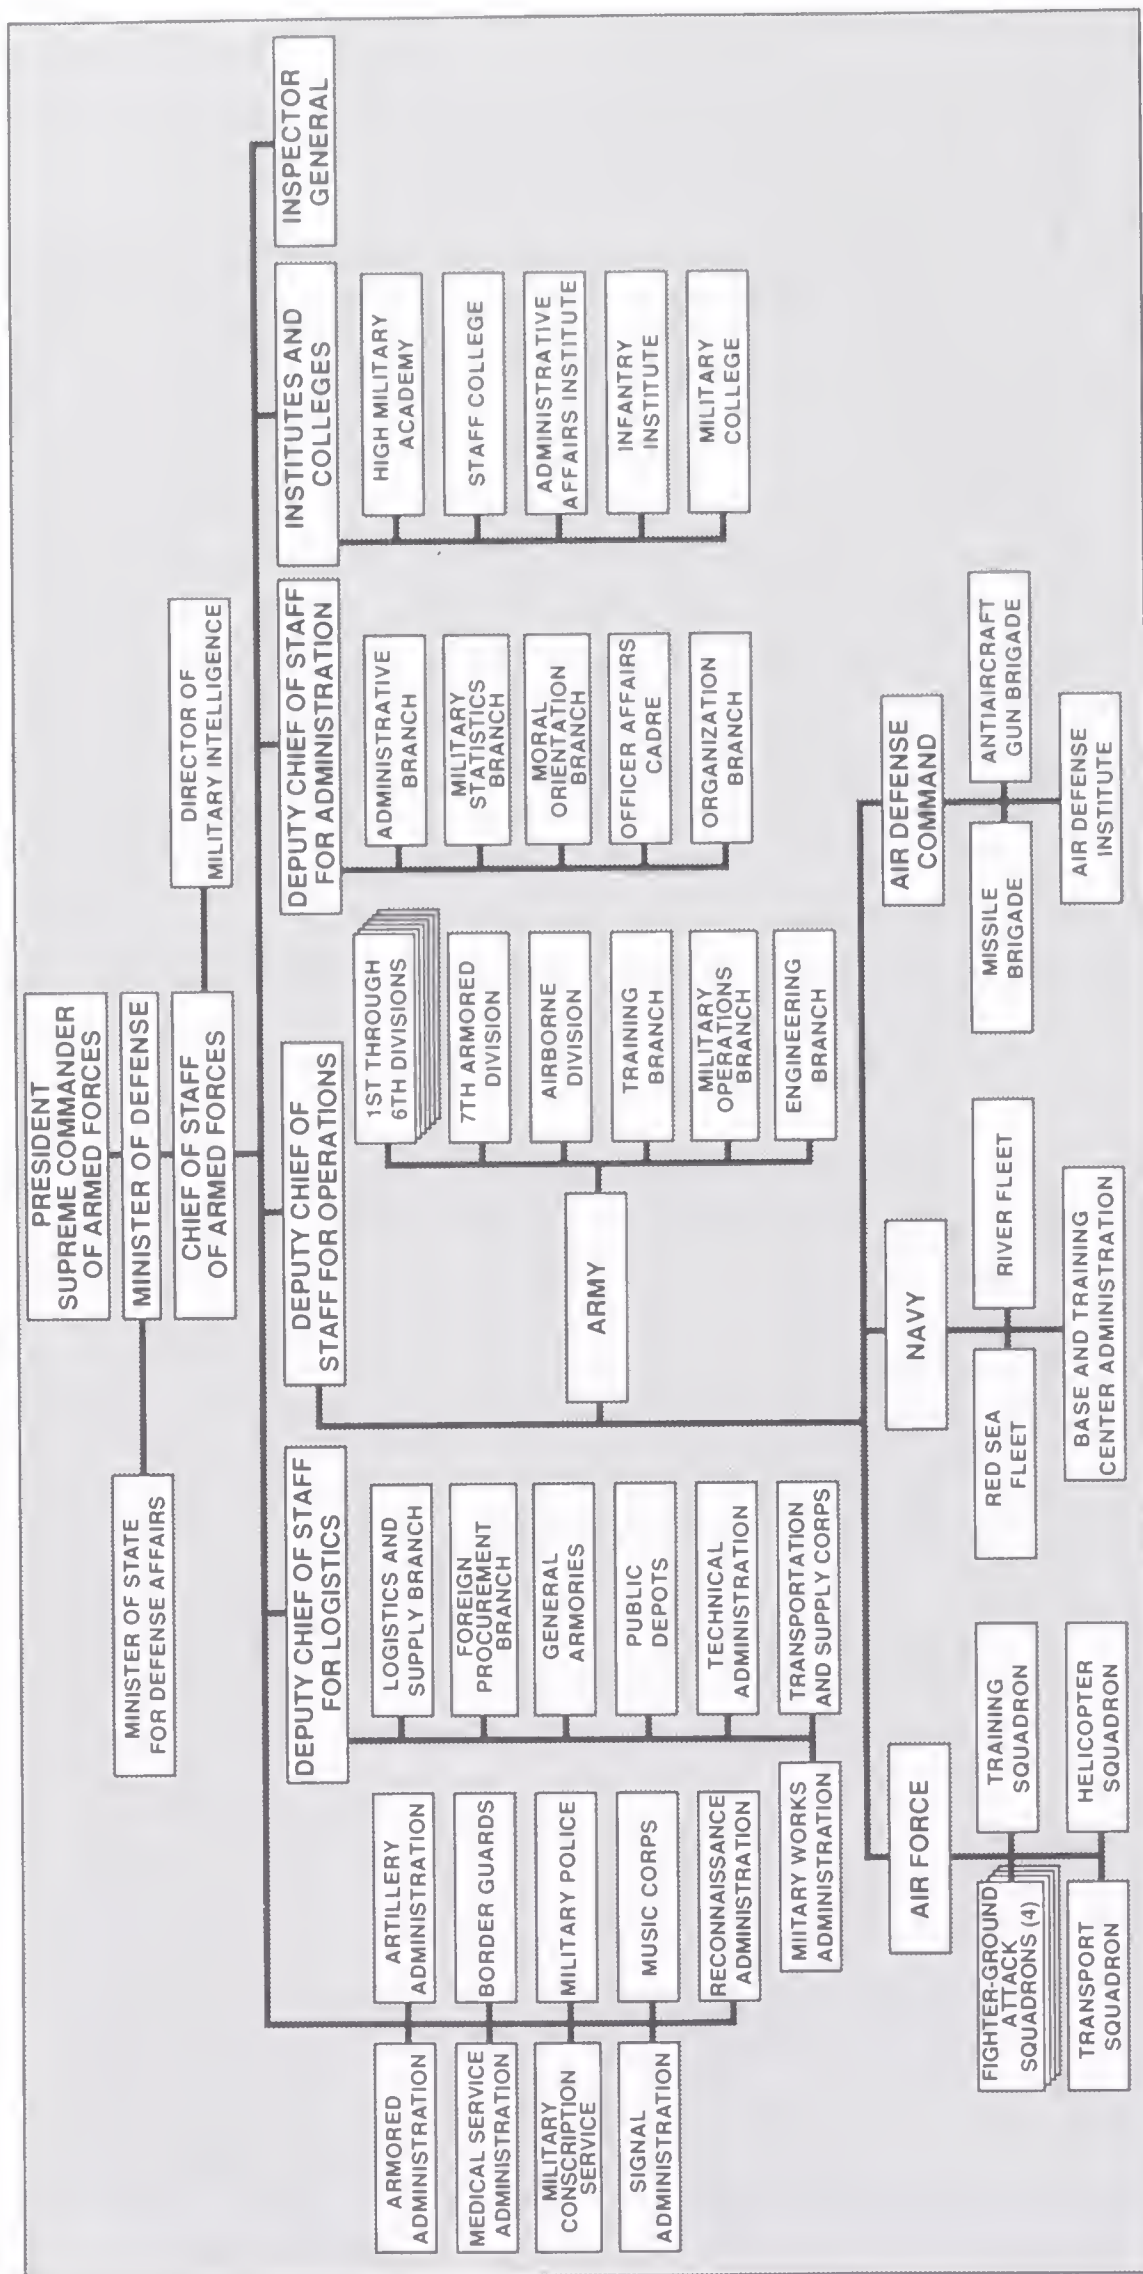 PRESIDENT
SUPREME COMMANDER
OF ARMED FORCES
MINISTER OF DEFENSE
MINISTER OF STATE
FOR DEFENSE AFFAIRS
CHIEF OF STAFF
OF ARMED FORCES
DIRECTOR OF
MILITARY INTELLIGENCE
DEPUTY CHIEF OF STAFF
FOR LOGISTICS
DEPUTY CHIEF OF
STAFF FOR OPERATIONS
DEPUTY CHIEF OF STAFF
FOR ADMINISTRATION
INSTITUTES AND
COLLEGES
INSPECTOR
GENERAL
ARMORED
ADMINISTRATION
ARTILLERY
ADMINISTRATION
MEDICAL SERVICE
ADMINISTRATION
BORDER GUARDS
MILITARY
CONSCRIPTION
SERVICE
MILITARY POLICE
SIGNAL
ADMINISTRATION
MUSIC CORPS
RECONNAISSANCE
ADMINISTRATION
LOGISTICS AND
SUPPLY BRANCH
FOREIGN
PROCUREMENT
BRANCH
GENERAL
ARMORIES
PUBLIC
DEPOTS
TECHNICAL
ADMINISTRATION
TRANSPORTATION
AND SUPPLY CORPS
MIITARY WORKS
ADMINISTRATION
ARMY
1ST THROUGH
6TH DIVISIONS
7TH ARMORED
DIVISION
AIRBORNE
DIVISION
TRAINING
BRANCH
MILITARY
OPERATIONS
BRANCH
ENGINEERING
BRANCH
ADMINISTRATIVE
BRANCH
MILITARY
STATISTICS
BRANCH
MORAL
ORIENTATION
BRANCH
OFFICER AFFAIRS
CADRE
ORGANIZATION
BRANCH
HIGH MILITARY
ACADEMY
STAFF COLLEGE
ADMINISTRATIVE
AFFAIRS INSTITUTE
INFANTRY
INSTITUTE
MILITARY
COLLEGE
AIR FORCE
FIGHTER-GROUND
ATTACK
SQUADRONS (4)
TRAINING
SQUADRON
TRANSPORT
SQUADRON
HELICOPTER
SQUADRON
NAVY
RED SEA
FLEET
RIVER FLEET
BASE AND TRAINING
CENTER ADMINISTRATION
AIR DEFENSE
COMMAND
MISSILE
BRIGADE
ANTIAIRCRAFT
GUN BRIGADE
AIR DEFENSE
INSTITUTE